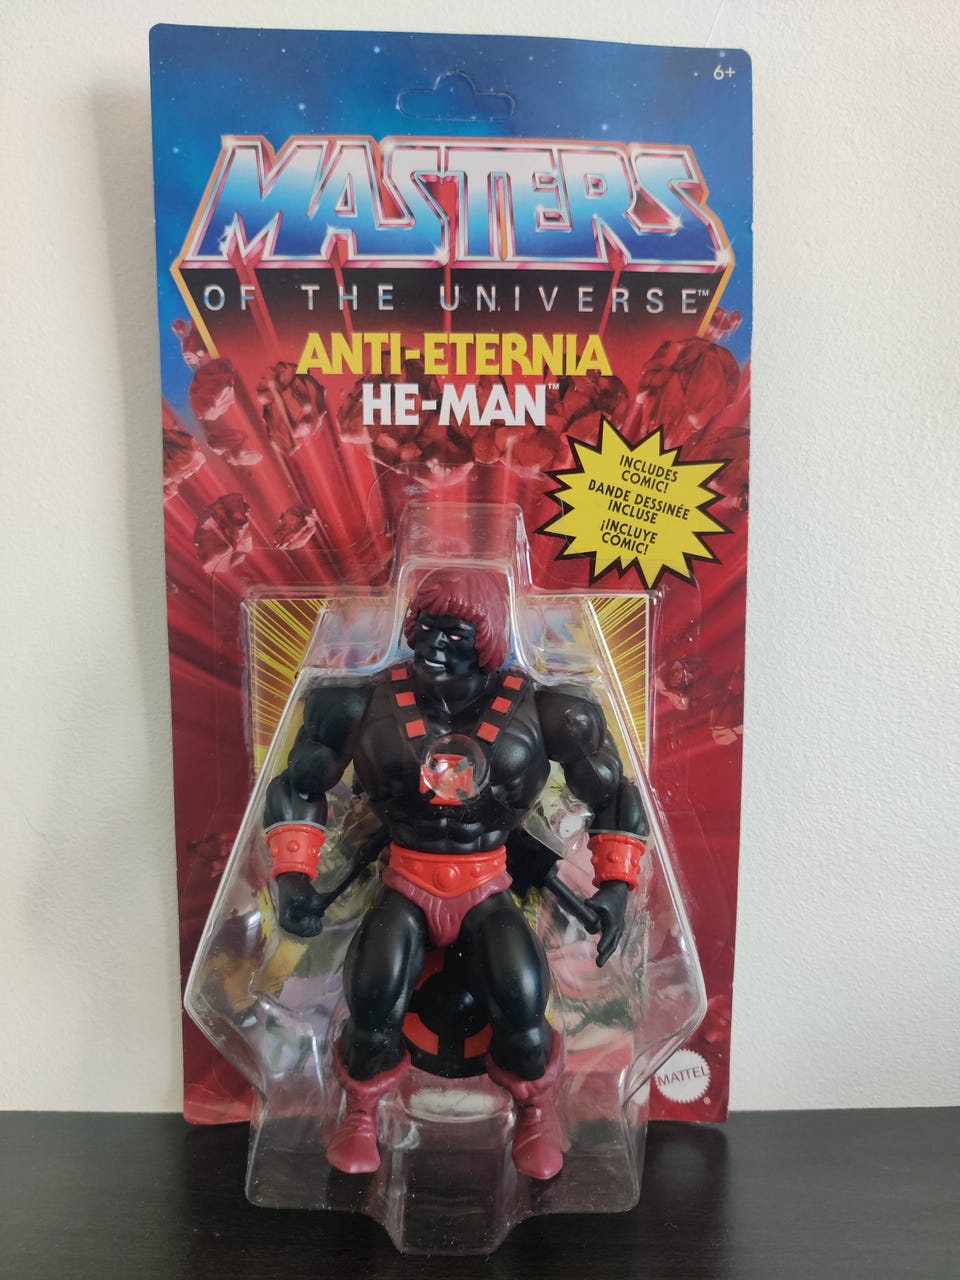 6+
MASTERS
OF THE UNIVERSE™
ANTI-ETERNIA
HE-MAN™
INCLUDES
COMIC!
BANDE DESSINÉE
INCLUSE
¡INCLUYE
CÓMIC!
MATTEL
®